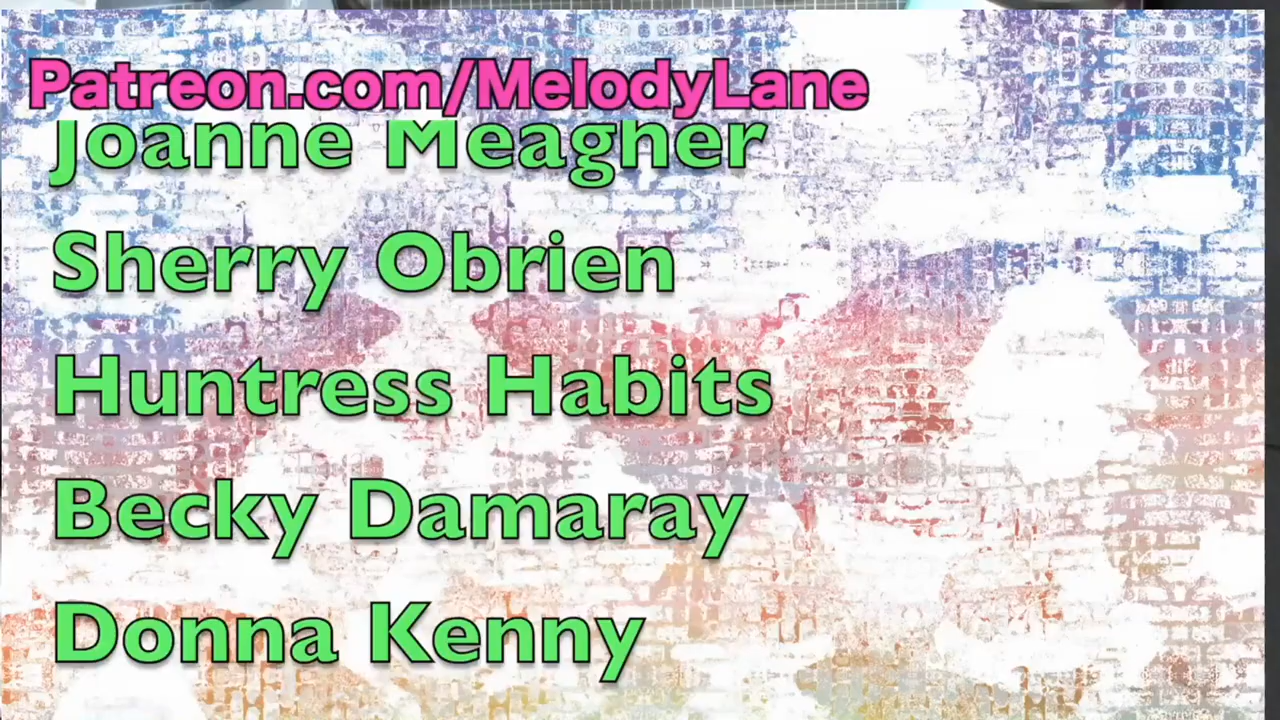 Patreon.com/MelodyLane
Joanne Meagher
Sherry Obrien
Huntress Habits
Becky Damaray
Donna Kenny